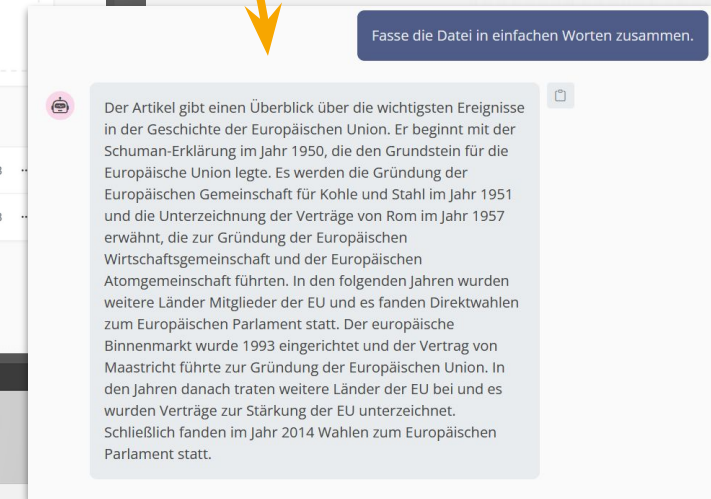 Fasse die Datei in einfachen Worten zusammen.
Der Artikel gibt einen Überblick über die wichtigsten Ereignisse
in der Geschichte der Europäischen Union. Er beginnt mit der
Schuman-Erklärung im Jahr 1950, die den Grundstein für die
Europäische Union legte. Es werden die Gründung der
Europäischen Gemeinschaft für Kohle und Stahl im Jahr 1951
und die Unterzeichnung der Verträge von Rom im Jahr 1957
erwähnt, die zur Gründung der Europäischen
Wirtschaftsgemeinschaft und der Europäischen
Atomgemeinschaft führten. In den folgenden Jahren wurden
weitere Länder Mitglieder der EU und es fanden Direktwahlen
zum Europäischen Parlament statt. Der europäische
Binnenmarkt wurde 1993 eingerichtet und der Vertrag von
Maastricht führte zur Gründung der Europäischen Union. In
den Jahren danach traten weitere Länder der EU bei und es
wurden Verträge zur Stärkung der EU unterzeichnet.
Schließlich fanden im Jahr 2014 Wahlen zum Europäischen
Parlament statt.